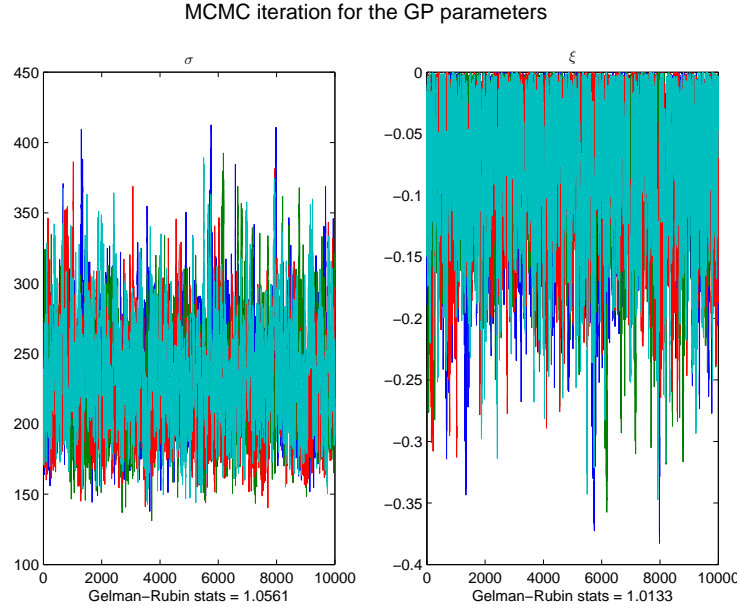 MCMC iteration for the GP parameters
σ
450
400
350
300
250
200
150
100
0 2000 4000 6000 8000 10000
Gelman−Rubin stats = 1.0561
ξ
0
−0.05
−0.1
−0.15
−0.2
−0.25
−0.3
−0.35
−0.4
0 2000 4000 6000 8000 10000
Gelman−Rubin stats = 1.0133